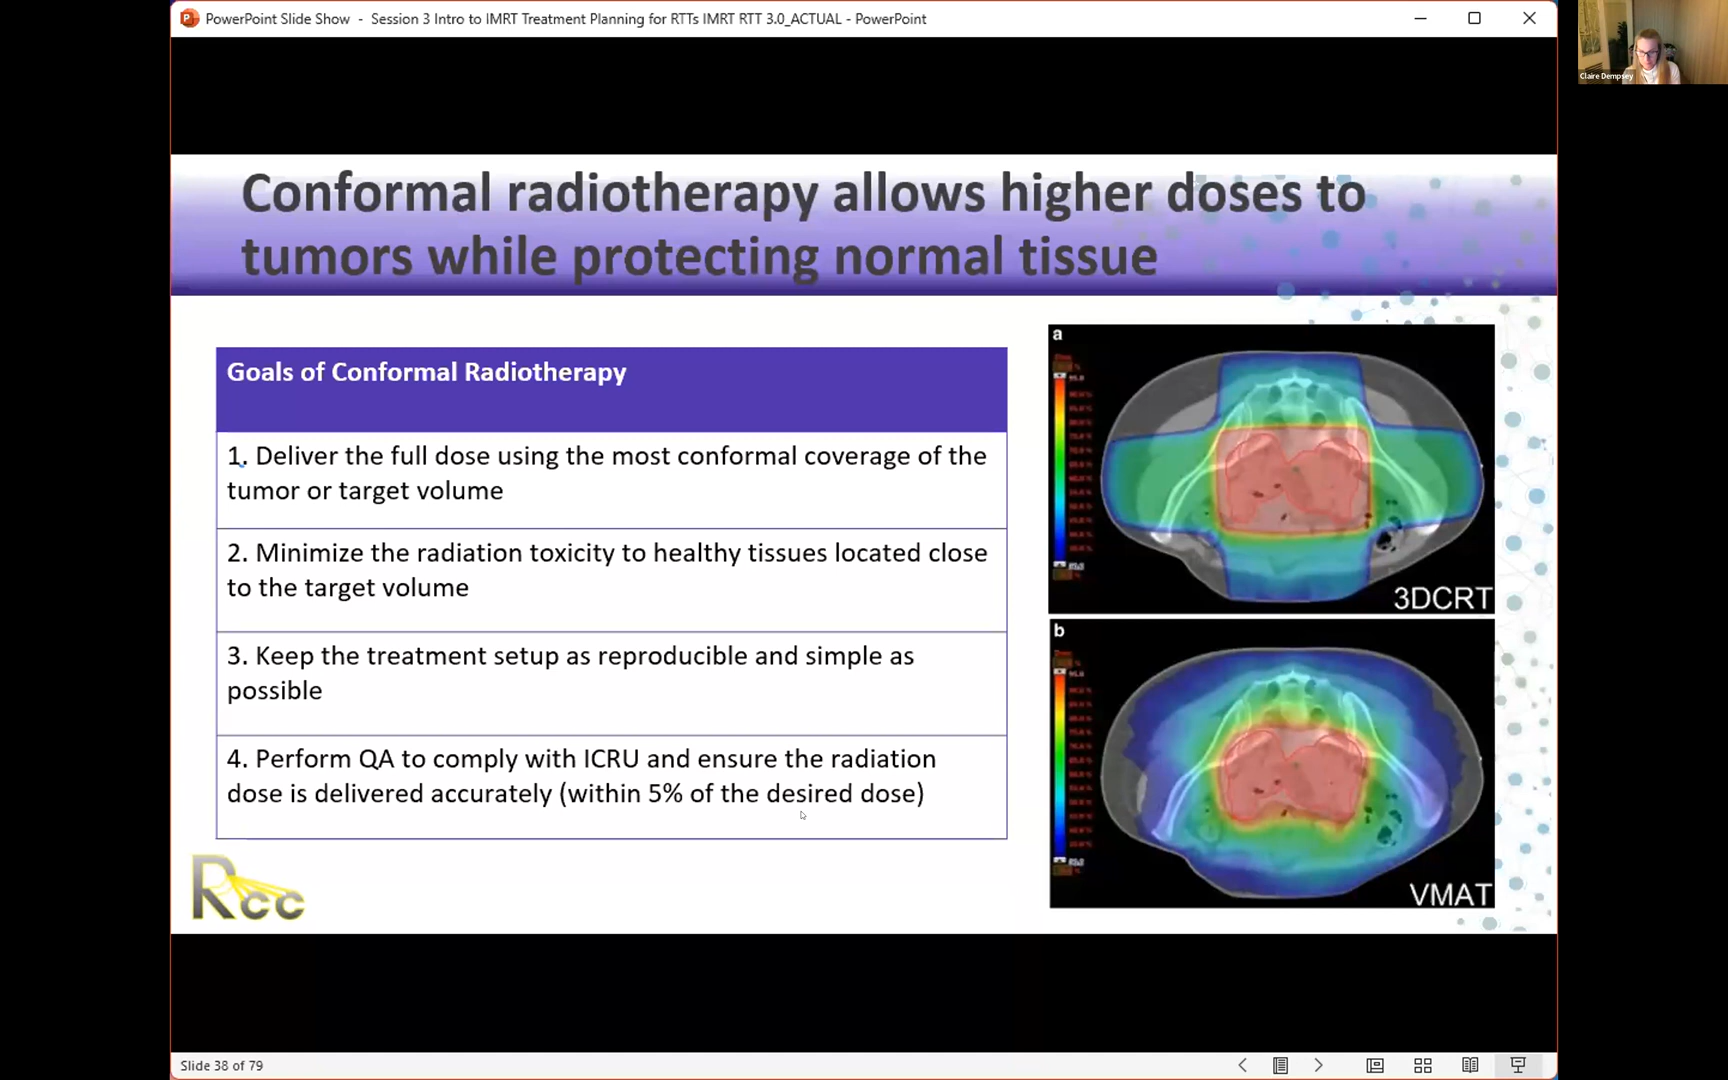 PowerPoint Slide Show - Session 3 Intro to IMRT Treatment Planning for RTTs IMRT RTT 3.0_ACTUAL - PowerPoint
Claire Dempsey
Conformal radiotherapy allows higher doses to
tumors while protecting normal tissue
Goals of Conformal Radiotherapy
1. Deliver the full dose using the most conformal coverage of the
tumor or target volume
2. Minimize the radiation toxicity to healthy tissues located close
to the target volume
3. Keep the treatment setup as reproducible and simple as
possible
4. Perform QA to comply with ICRU and ensure the radiation
dose is delivered accurately (within 5% of the desired dose)
a
3DCRT
b
VMAT
Rcc
Slide 38 of 79